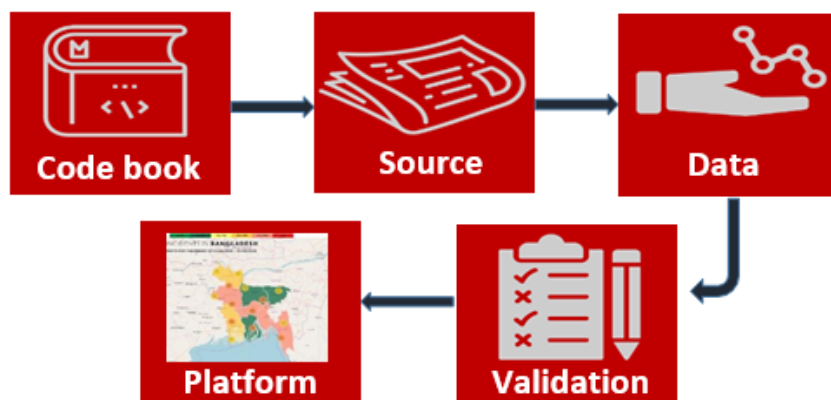 Code book
Source
Data
BANGLADESH
Platform
Validation